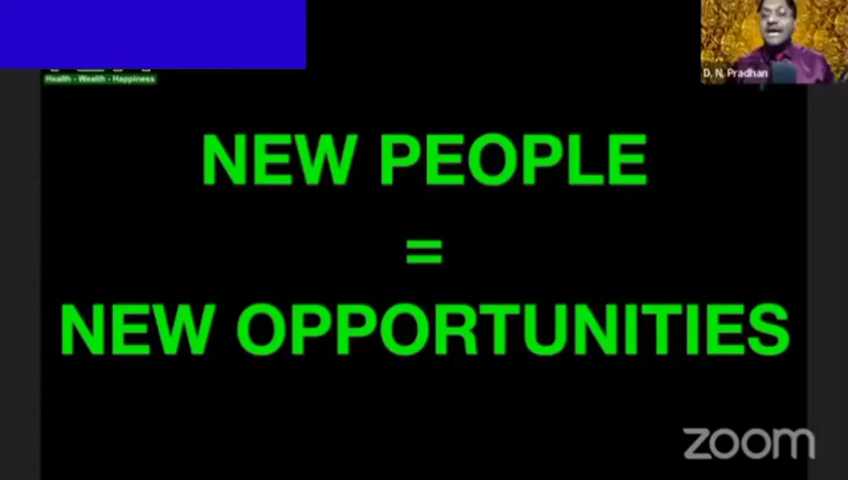 Health - Wealth - Happiness
D. N. Pradhan
NEW PEOPLE
=
NEW OPPORTUNITIES
zoom